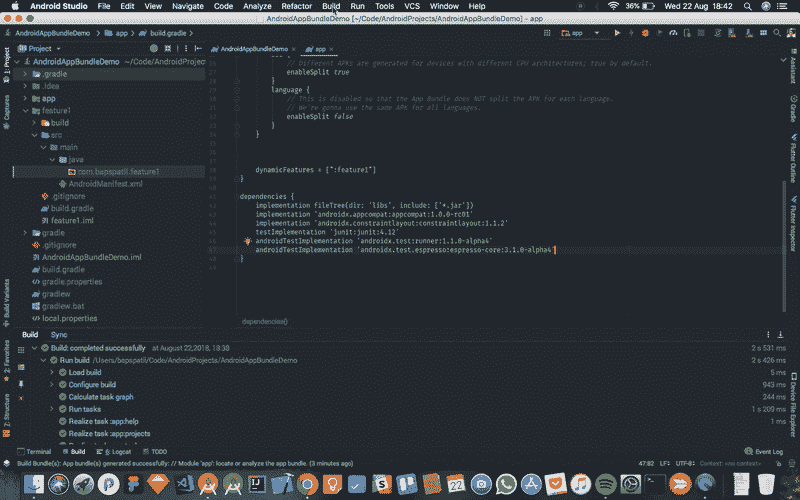 Android Studio File Edit View Navigate Code Analyze Refactor Build Run Tools VCS Window Help 36% Wed 22 Aug 18:42
AndroidAppBundleDemo [~/Code/AndroidProjects/AndroidAppBundleDemo] - app
AndroidAppBundleDemo app build.gradle app
Project AndroidAppBundleDemo app
AndroidAppBundleDemo ~/Code/AndroidProjec
.gradle
.idea
app
feature1
build
src
main
java
com.bapspatil.feature1
AndroidManifest.xml
.gitignore
build.gradle
feature1.iml
gradle
.gitignore
AndroidAppBundleDemo.iml
build.gradle
gradle.properties
gradlew
gradlew.bat
local.properties
1: Project
Captures
Build Variants
2: Favorites
7: Structure
// Different APKs are generated for devices with different CPU architectures; true by default.
enableSplit true
}
language {
// This is disabled so that the App Bundle does NOT split the APK for each language.
// We're gonna use the same APK for all languages.
enableSplit false
}
}
dynamicFeatures = [":feature1"]
}
dependencies {
implementation fileTree(dir: 'libs', include: ['*.jar'])
implementation 'androidx.appcompat:appcompat:1.0.0-rc01'
implementation 'androidx.constraintlayout:constraintlayout:1.1.2'
testImplementation 'junit:junit:4.12'
androidTestImplementation 'androidx.test:runner:1.1.0-alpha4'
androidTestImplementation 'androidx.test.espresso:espresso-core:3.1.0-alpha4'
}
dependencies{}
Assistant
Gradle
Flutter Outline
Flutter Inspector
Device File Explorer
Build Sync
Build: completed successfully at August 22,2018, 18:38 2 s 531 ms
Run build /Users/bapspatil/Code/AndroidProjects/AndroidAppBundleDemo 2 s 426 ms
Load build 5 ms
Configure build 943 ms
Calculate task graph 244 ms
Run tasks 1 s 209 ms
Realize task :app:help 1 ms
Realize task :app:projects
Terminal Build 6: Logcat TODO Event Log
Build Bundle(s): App bundle(s) generated successfully: // Module 'app': locate or analyze the app bundle. (3 minutes ago) 47:82 LF÷ UTF-8÷ Context: <no context>